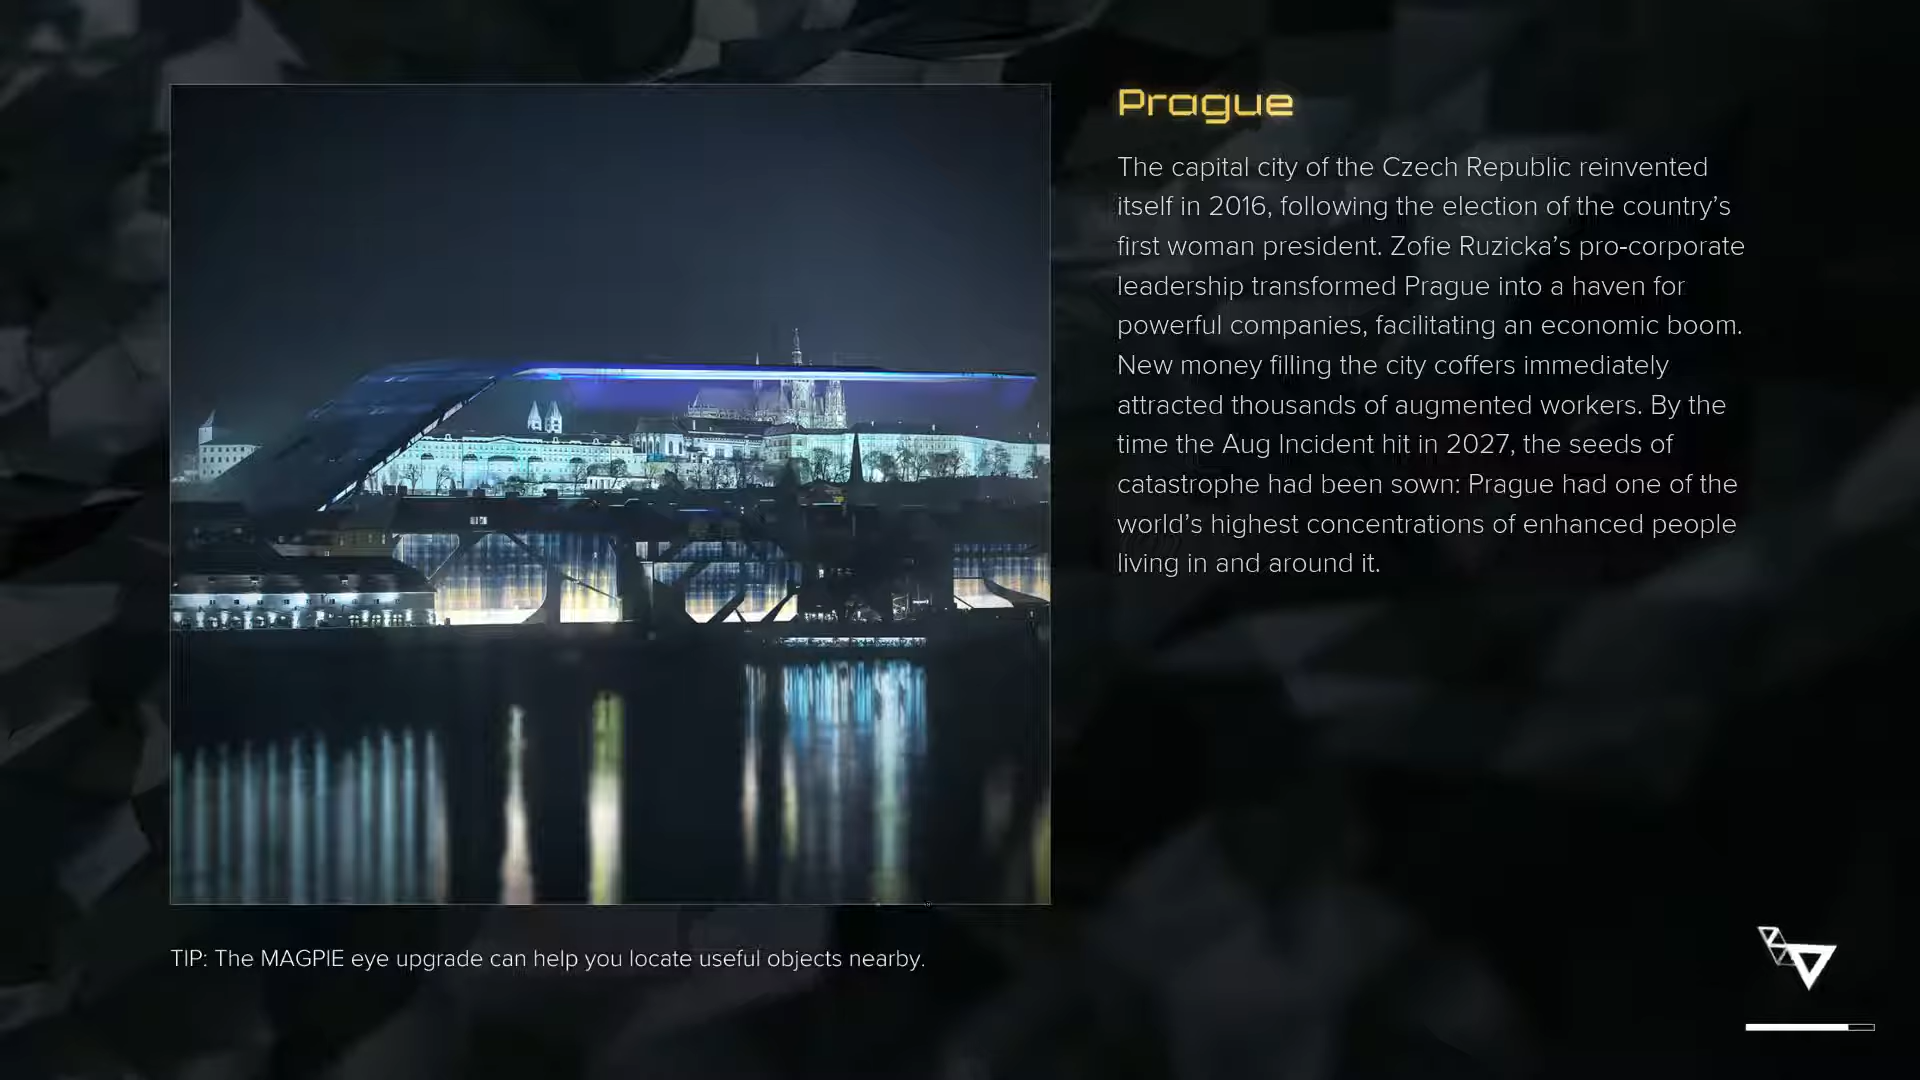 Prague
The capital city of the Czech Republic reinvented
itself in 2016, following the election of the country’s
first woman president. Zofie Ruzicka’s pro-corporate
leadership transformed Prague into a haven for
powerful companies, facilitating an economic boom.
New money filling the city coffers immediately
attracted thousands of augmented workers. By the
time the Aug Incident hit in 2027, the seeds of
catastrophe had been sown: Prague had one of the
world’s highest concentrations of enhanced people
living in and around it.
TIP: The MAGPIE eye upgrade can help you locate useful objects nearby.